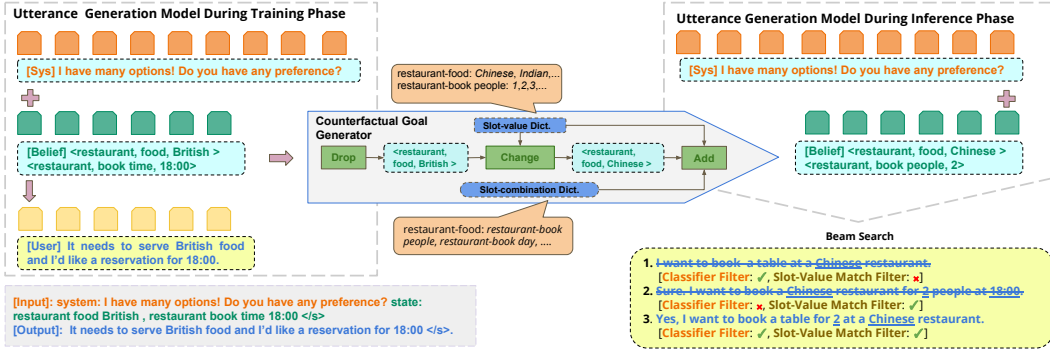 Utterance Generation Model During Training Phase
[Sys] I have many options! Do you have any preference?
[Belief] <restaurant, food, British >
<restaurant, book time, 18:00>
[User] It needs to serve British food
and I'd like a reservation for 18:00.
[Input]: system: I have many options! Do you have any preference? state:
restaurant food British , restaurant book time 18:00 </s>
[Output]: It needs to serve British food and I'd like a reservation for 18:00 </s>.
restaurant-food: Chinese, Indian,...
restaurant-book people: 1,2,3,...
Counterfactual Goal
Generator
Slot-value Dict.
Drop
<restaurant,
food, British >
Change
<restaurant,
food, Chinese >
Add
Slot-combination Dict.
restaurant-food: restaurant-book
people, restaurant-book day, ....
Utterance Generation Model During Inference Phase
[Sys] I have many options! Do you have any preference?
[Belief] <restaurant, food, Chinese >
<restaurant, book people, 2>
Beam Search
1. I want to book a table at a Chinese restaurant.
[Classifier Filter: ✓, Slot-Value Match Filter: ✗]
2. Sure. I want to book a Chinese restaurant for 2 people at 18:00.
[Classifier Filter: ✗, Slot-Value Match Filter: ✓]
3. Yes, I want to book a table for 2 at a Chinese restaurant.
[Classifier Filter: ✓, Slot-Value Match Filter: ✓]